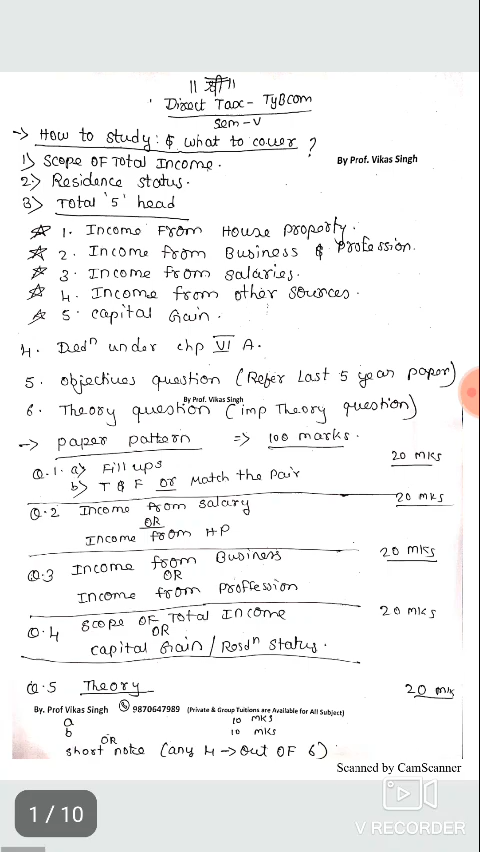 ॥ श्री ॥
Direct Tax - TyBcom
Sem - V
→ How to study: & what to cover ?
By Prof. Vikas Singh
1) Scope OF Total Income.
2) Residence status.
3) Total '5' head
☆ 1. Income From House property.
☆ 2. Income from Business & Profession.
☆ 3. Income from salaries.
☆ 4. Income from other sources.
☆ 5. capital Gain.
4. Dedn under chp VI A.
5. objectives question (Refer Last 5 year paper)
By Prof. Vikas Singh
6. Theory question (imp Theory question)
→ paper pattern => 100 marks.
Q.1. a) Fill ups 20 mks
b) T & F or Match the pair
Q.2 Income from salary 20 mks
OR
Income from HP
Q.3 Income from Business 20 mks
OR
Income from Proffession
Q.4 Scope OF Total Income 20 mks
OR
capital Gain / Resdn status.
Q.5 Theory 20 mk
By. Prof Vikas Singh 9870647989 (Private & Group Tuitions are Available for All Subject)
a 10 mks
b 10 mks
OR
short note (any 4 → out OF 6)
Scanned by CamScanner
1 / 10
V RECORDER